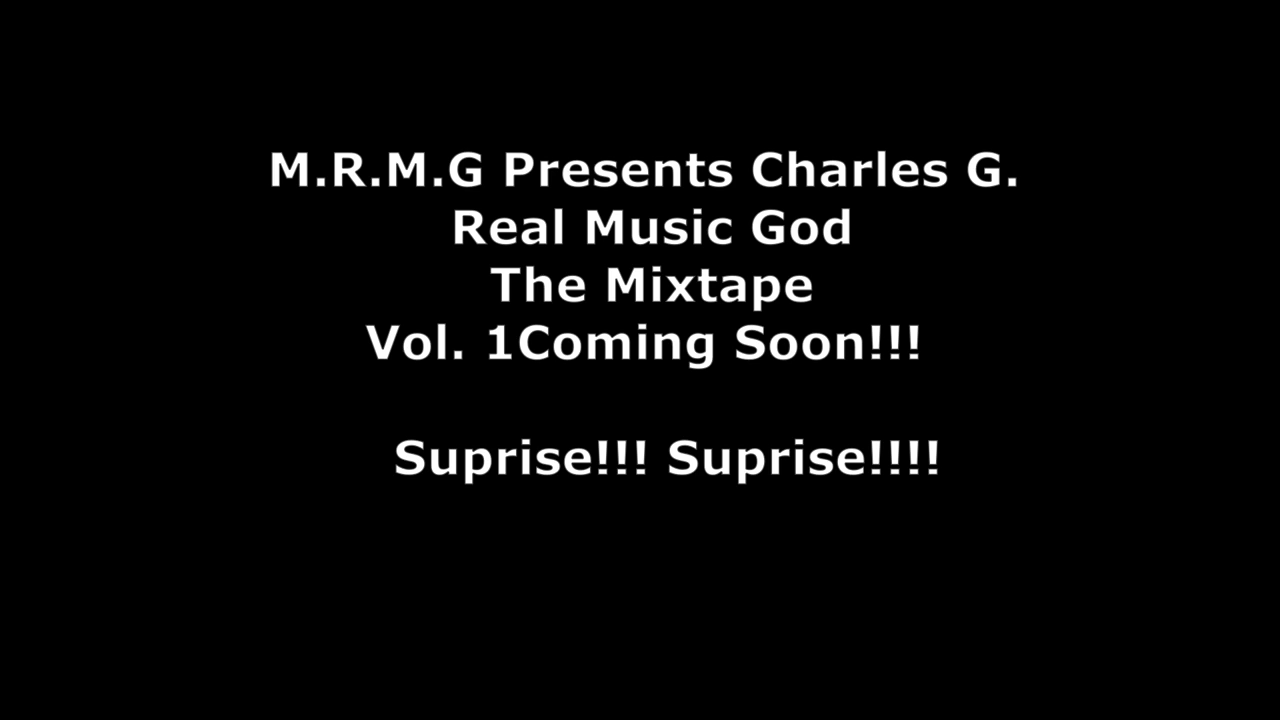 M.R.M.G Presents Charles G.
Real Music God
The Mixtape
Vol. 1Coming Soon!!!
Suprise!!! Suprise!!!!